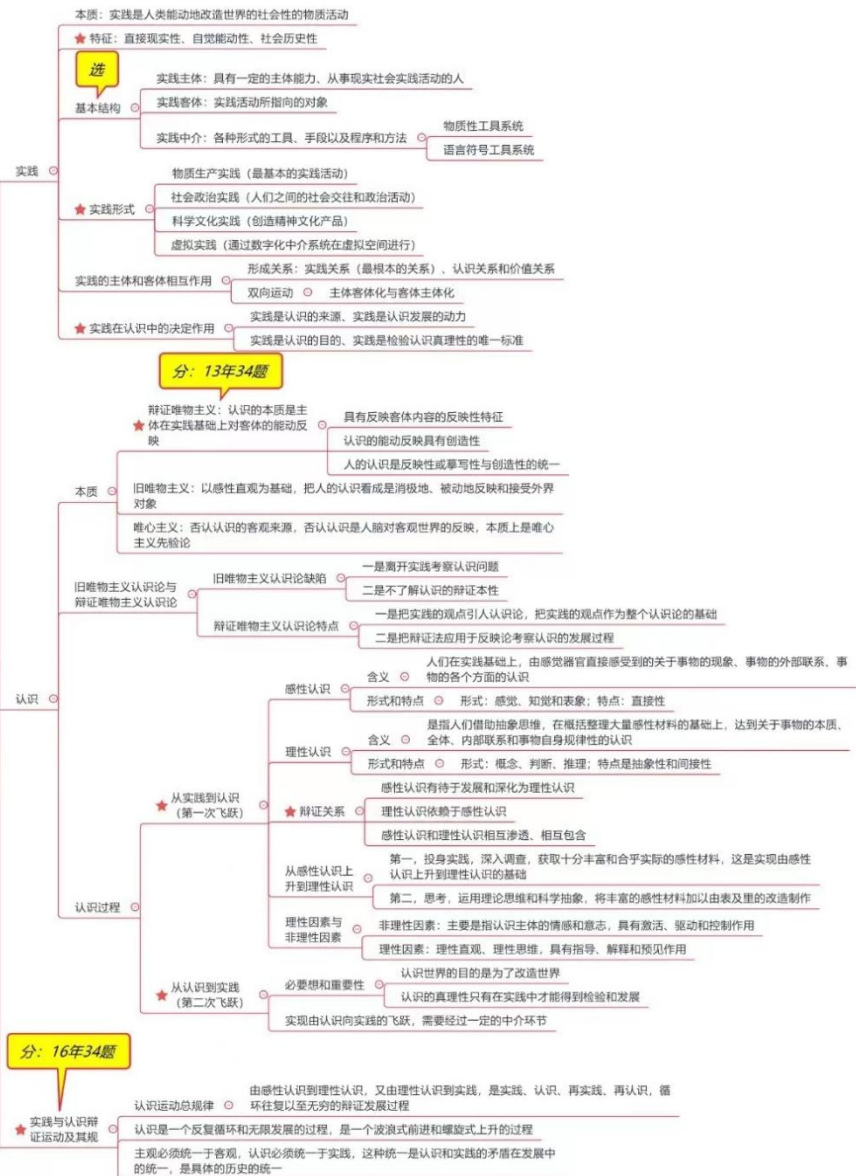 本质：实践是人类能动地改造世界的社会性的物质活动
特征：直接现实性、自觉能动性、社会历史性
选
基本结构
实践主体：具有一定的主体能力、从事现实社会实践活动的人
实践客体：实践活动所指向的对象
实践中介：各种形式的工具、手段以及程序和方法
物质性工具系统
语言符号工具系统
实践
实践形式
物质生产实践（最基本的实践活动）
社会政治实践（人们之间的社会交往和政治活动）
科学文化实践（创造精神文化产品）
虚拟实践（通过数字化中介系统在虚拟空间进行）
实践的主体和客体相互作用
形成关系：实践关系（最根本的关系）、认识关系和价值关系
双向运动
主体客体化与客体主体化
实践在认识中的决定作用
实践是认识的来源、实践是认识发展的动力
实践是认识的目的、实践是检验认识真理性的唯一标准
分：13年34题
辩证唯物主义：认识的本质是主
体在实践基础上对客体的能动反
映
具有反映客体内容的反映性特征
认识的能动反映具有创造性
人的认识是反映性或摹写性与创造性的统一
本质
旧唯物主义：以感性直观为基础，把人的认识看成是消极地、被动地反映和接受外界
对象
唯心主义：否认认识的客观来源，否认认识是人脑对客观世界的反映，本质上是唯心
主义先验论
旧唯物主义认识论与
辩证唯物主义认识论
旧唯物主义认识论缺陷
一是离开实践考察认识问题
二是不了解认识的辩证本性
辩证唯物主义认识论特点
一是把实践的观点引人认识论，把实践的观点作为整个认识论的基础
二是把辩证法应用于反映论考察认识的发展过程
认识
感性认识
含义
人们在实践基础上，由感觉器官直接感受到的关于事物的现象、事物的外部联系、事
物的各个方面的认识
形式和特点
形式：感觉、知觉和表象；特点：直接性
理性认识
含义
是指人们借助抽象思维，在概括整理大量感性材料的基础上，达到关于事物的本质、
全体、内部联系和事物自身规律性的认识
形式和特点
形式：概念、判断、推理；特点是抽象性和间接性
从实践到认识
（第一次飞跃）
辩证关系
感性认识有待于发展和深化为理性认识
理性认识依赖于感性认识
感性认识和理性认识相互渗透、相互包含
从感性认识上
升到理性认识
第一，投身实践，深入调查，获取十分丰富和合乎实际的感性材料，这是实现由感性
认识上升到理性认识的基础
第二，思考，运用理论思维和科学抽象，将丰富的感性材料加以由表及里的改造制作
认识过程
理性因素与
非理性因素
非理性因素：主要是指认识主体的情感和意志，具有激活、驱动和控制作用
理性因素：理性直观、理性思维，具有指导、解释和预见作用
从认识到实践
（第二次飞跃）
必要想和重要性
认识世界的目的是为了改造世界
认识的真理性只有在实践中才能得到检验和发展
实现由认识向实践的飞跃，需要经过一定的中介环节
分：16年34题
实践与认识辩
证运动及其规
认识运动总规律
由感性认识到理性认识，又由理性认识到实践，是实践、认识、再实践、再认识，循
环往复以至无穷的辩证发展过程
认识是一个反复循环和无限发展的过程，是一个波浪式前进和螺旋式上升的过程
主观必须统一于客观，认识必须统一于实践，这种统一是认识和实践的矛盾在发展中
的统一，是具体的历史的统一